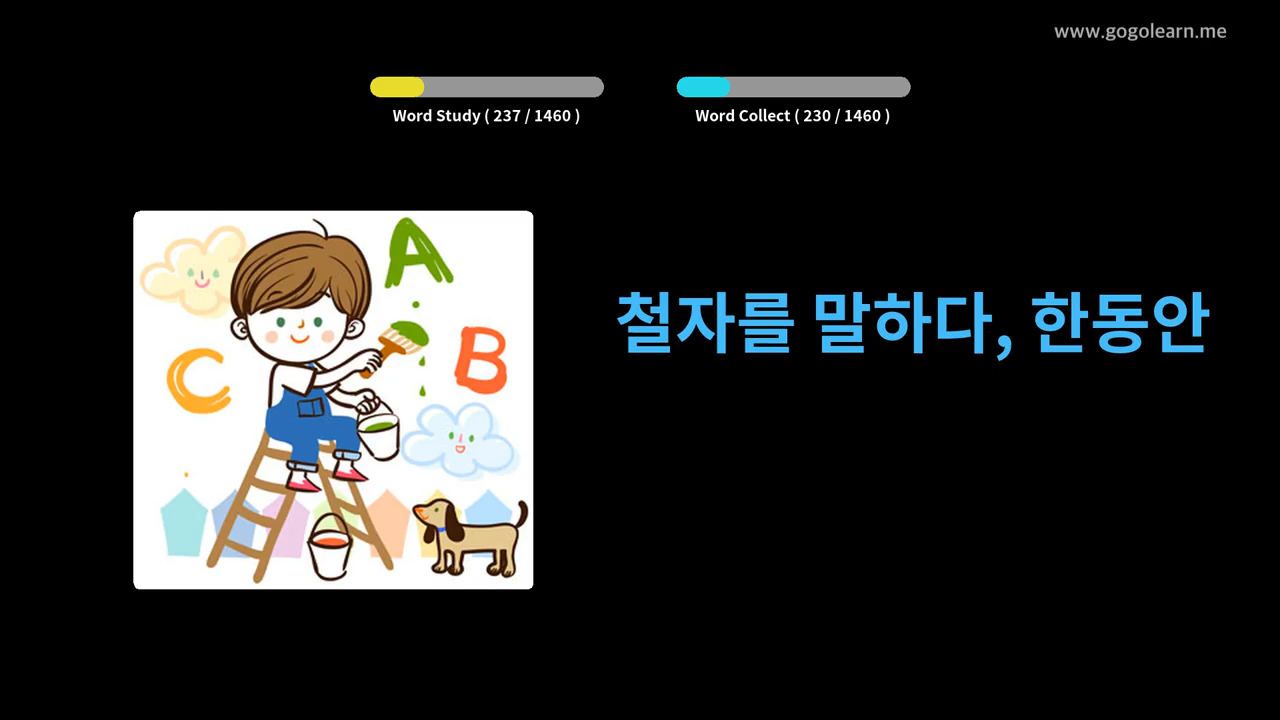 www.gogolearn.me
Word Study ( 237 / 1460 )
Word Collect ( 230 / 1460 )
A
B
C
철자를 말하다, 한동안